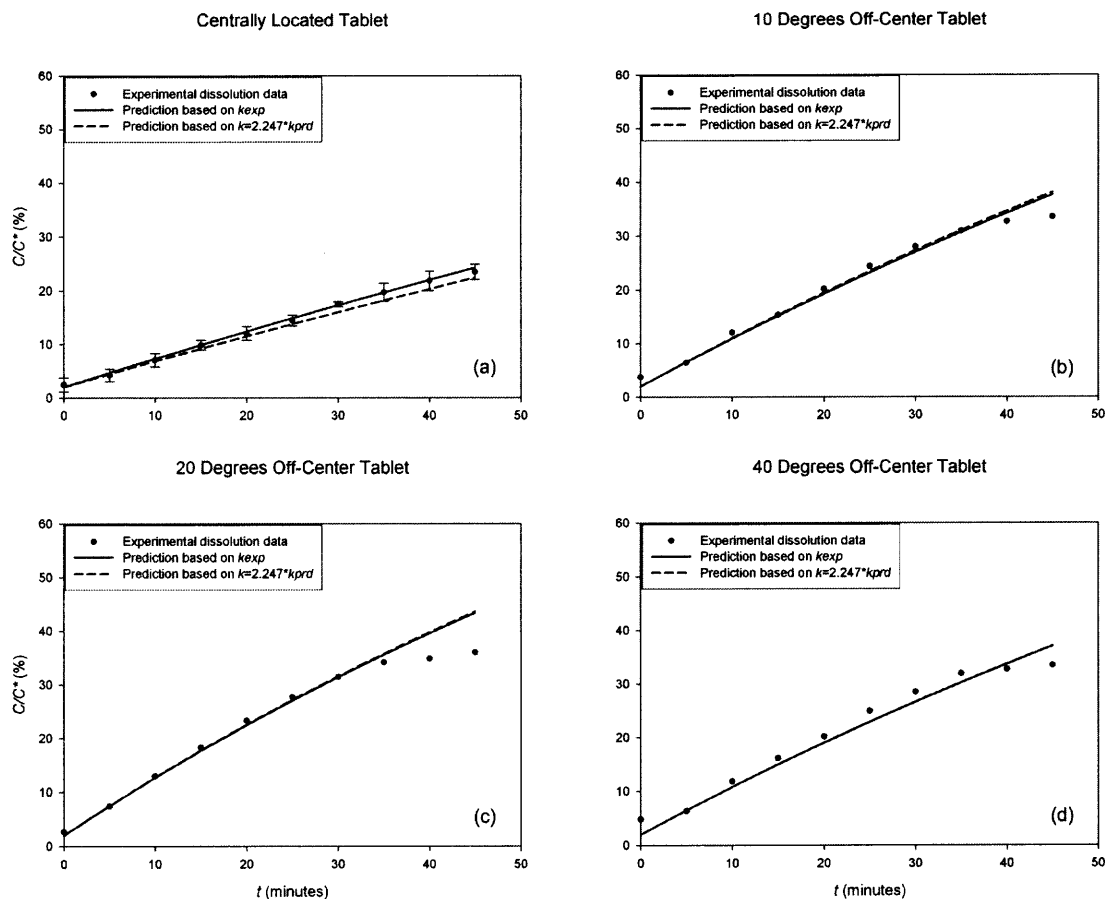 Centrally Located Tablet
60
50
40
30
20
10
0
C/C* (%)
Experimental dissolution data
Prediction based on kexp
Prediction based on k=2.247*kprd
(a)
0 10 20 30 40 50
10 Degrees Off-Center Tablet
60
50
40
30
20
10
0
Experimental dissolution data
Prediction based on kexp
Prediction based on k=2.247*kprd
(b)
0 10 20 30 40 50
20 Degrees Off-Center Tablet
60
50
40
30
20
10
0
C/C* (%)
Experimental dissolution data
Prediction based on kexp
Prediction based on k=2.247*kprd
(c)
0 10 20 30 40 50
t (minutes)
40 Degrees Off-Center Tablet
60
50
40
30
20
10
0
Experimental dissolution data
Prediction based on kexp
Prediction based on k=2.247*kprd
(d)
0 10 20 30 40 50
t (minutes)